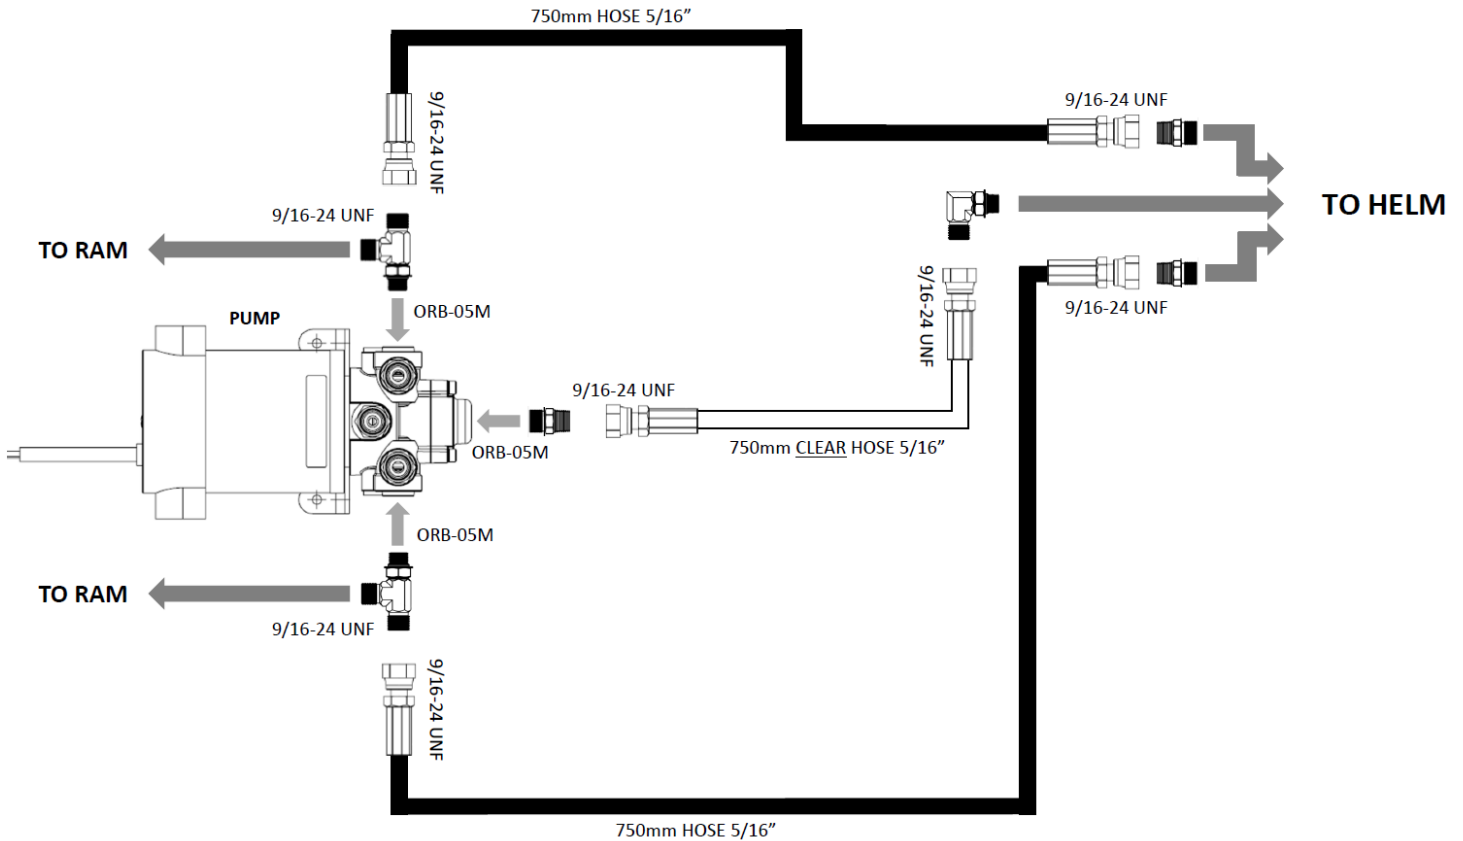 750mm HOSE 5/16”
9/16-24 UNF
9/16-24 UNF
9/16-24 UNF
TO RAM
TO HELM
ORB-05M
PUMP
9/16-24 UNF
9/16-24 UNF
9/16-24 UNF
ORB-05M
750mm CLEAR HOSE 5/16”
ORB-05M
TO RAM
9/16-24 UNF
9/16-24 UNF
750mm HOSE 5/16”